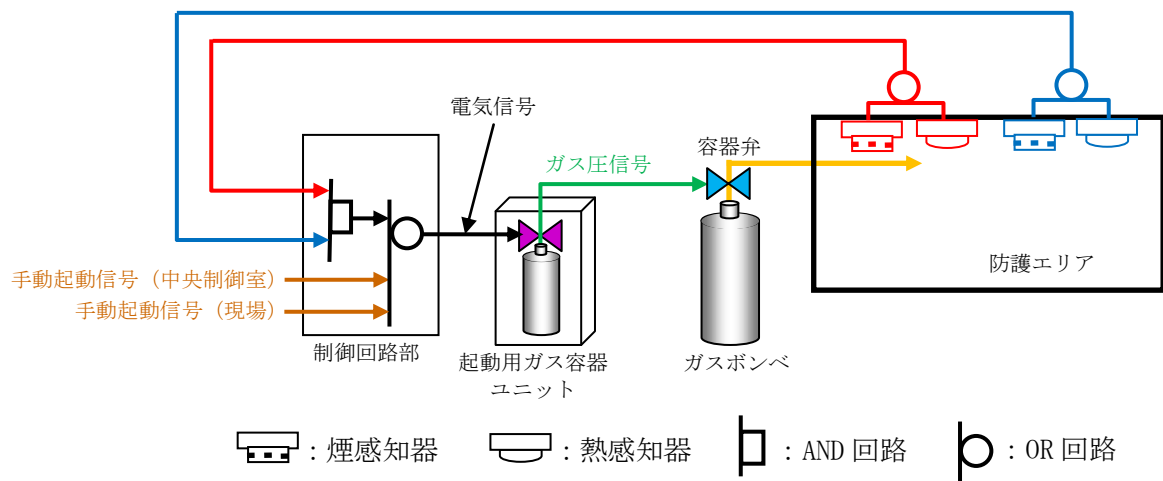 電気信号
容器弁
ガス圧信号
防護エリア
手動起動信号（中央制御室）
手動起動信号（現場）
制御回路部
起動用ガス容器
ユニット
ガスボンベ
：煙感知器
：熱感知器
：AND 回路
：OR 回路